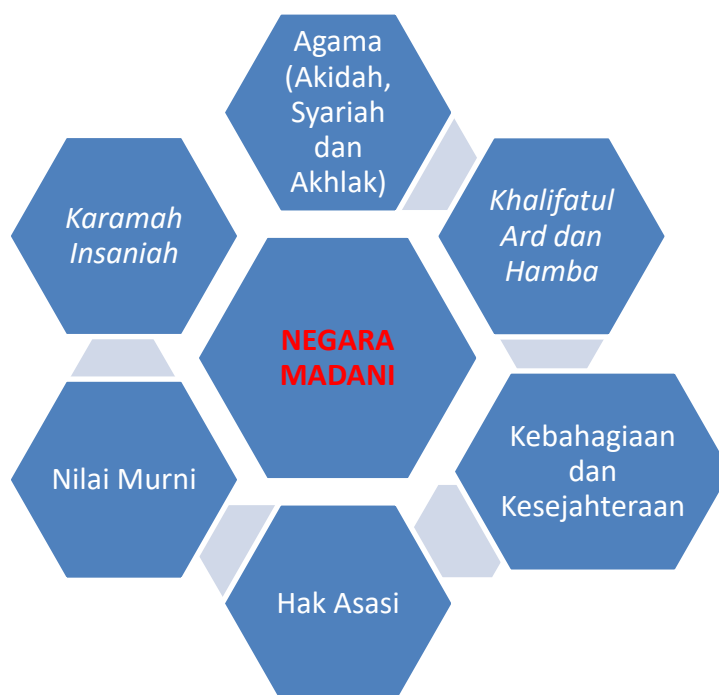 Agama
(Akidah,
Syariah
dan
Akhlak)
Khalifatul
Ard dan
Hamba
Kebahagiaan
dan
Kesejahteraan
Hak Asasi
Nilai Murni
Karamah
Insaniah
NEGARA
MADANI